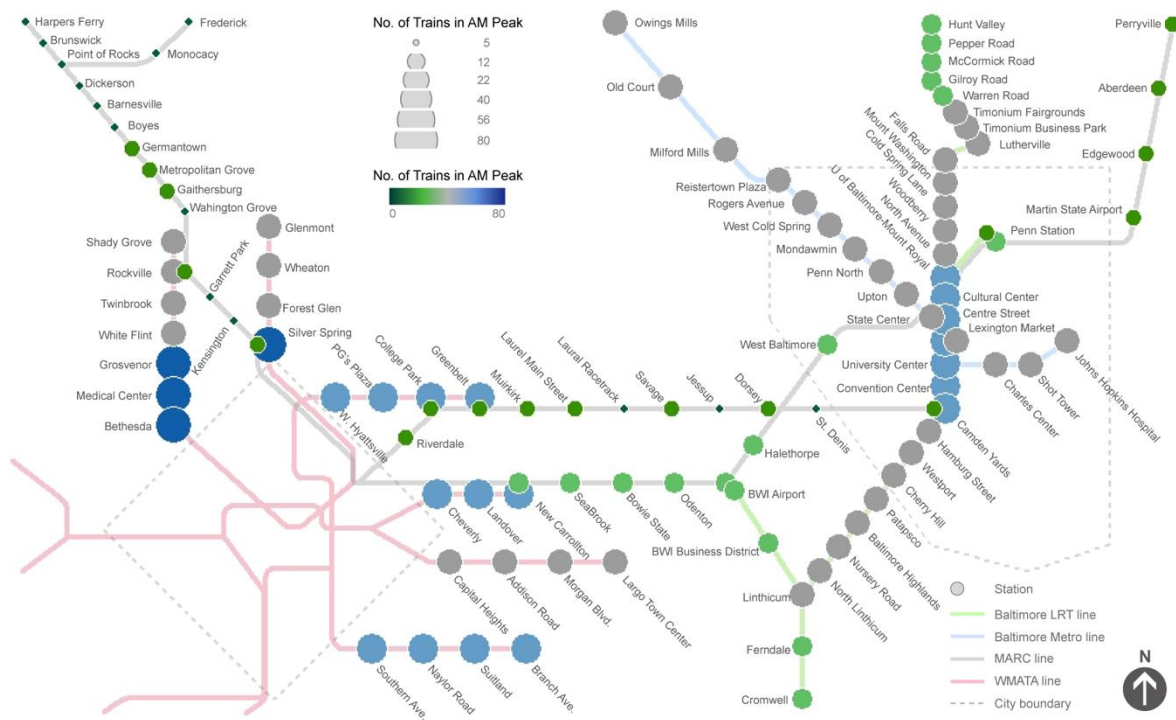 Harpers Ferry
Frederick
Brunswick
Point of Rocks
Monocacy
Dickerson
Barnesville
Boyes
Germantown
Metropolitan Grove
Gaithersburg
Wahington Grove
Shady Grove
Rockville
Garrett Park
Twinbrook
White Flint
Kensington
Grosvenor
Medical Center
Bethesda
Glenmont
Wheaton
Forest Glen
Silver Spring
No. of Trains in AM Peak
5
12
22
40
56
80
No. of Trains in AM Peak
0
80
PG's Plaza
College Park
Greenbelt
Muirkirk
Laurel Main Street
Laural Racetrack
Savage
Jessup
Dorsey
St. Denis
W. Hyattsville
Riverdale
Cheverly
Landover
New Carrollton
SeaBrook
Bowie State
Odenton
BWI Airport
Halethorpe
West Baltimore
BWI Business District
Capital Heights
Addison Road
Morgan Blvd.
Largo Town Center
Southern Ave.
Naylor Road
Suitland
Branch Ave.
Owings Mills
Old Court
Milford Mills
Reistertown Plaza
Rogers Avenue
West Cold Spring
Mondawmin
Penn North
Upton
State Center
Hunt Valley
Pepper Road
McCormick Road
Gilroy Road
Warren Road
Timonium Fairgrounds
Timonium Business Park
Lutherville
Falls Road
Mount Washington
Cold Spring Lane
Woodberry
North Avenue
U of Baltimore-Mount Royal
Penn Station
Cultural Center
Centre Street
Lexington Market
University Center
Convention Center
Camden Yards
Charles Center
Shot Tower
Johns Hopkins Hospital
Hamburg Street
Westport
Cherry Hill
Patapsco
Baltimore Highlands
Nursery Road
North Linthicum
Linthicum
Ferndale
Cromwell
Perryville
Aberdeen
Edgewood
Martin State Airport
Station
Baltimore LRT line
Baltimore Metro line
MARC line
WMATA line
City boundary
N